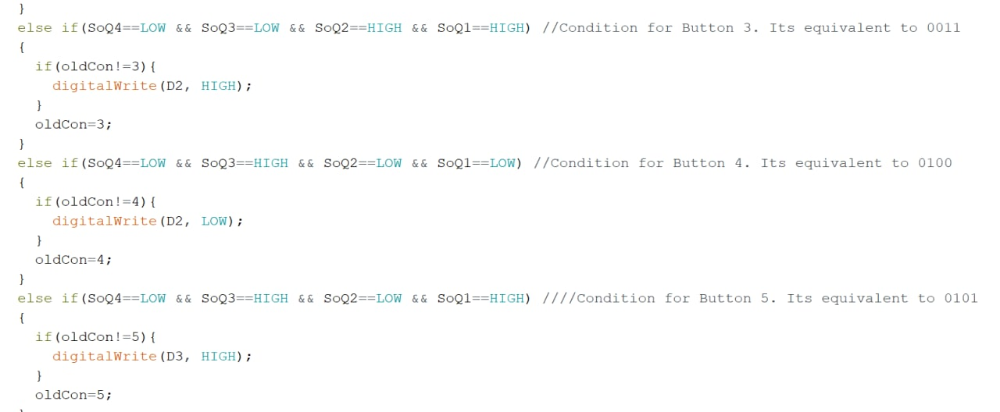 }
else if(SoQ4==LOW && SoQ3==LOW && SoQ2==HIGH && SoQ1==HIGH) //Condition for Button 3. Its equivalent to 0011
{
if(oldCon!=3){
digitalWrite(D2, HIGH);
}
oldCon=3;
}
else if(SoQ4==LOW && SoQ3==HIGH && SoQ2==LOW && SoQ1==LOW) //Condition for Button 4. Its equivalent to 0100
{
if(oldCon!=4){
digitalWrite(D2, LOW);
}
oldCon=4;
}
else if(SoQ4==LOW && SoQ3==HIGH && SoQ2==LOW && SoQ1==HIGH) ////Condition for Button 5. Its equivalent to 0101
{
if(oldCon!=5){
digitalWrite(D3, HIGH);
}
oldCon=5;
}